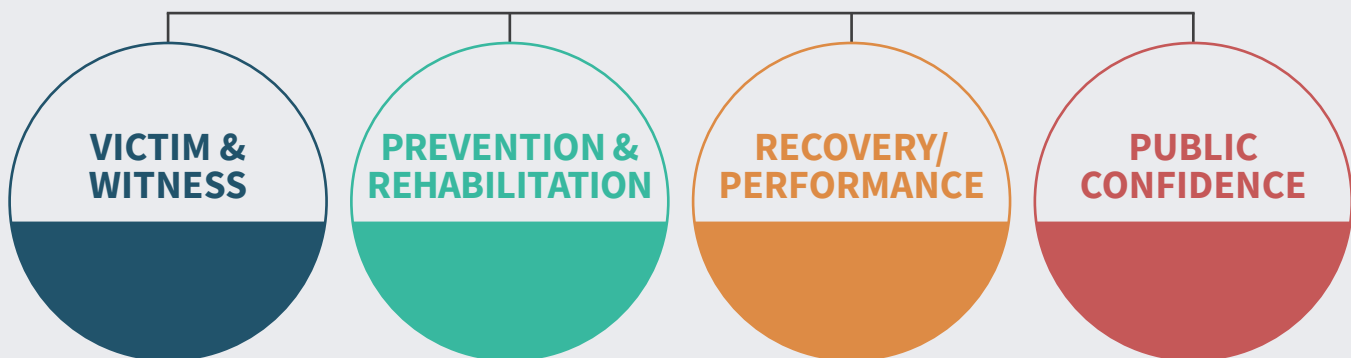 VICTIM &
WITNESS
PREVENTION &
REHABILITATION
RECOVERY/
PERFORMANCE
PUBLIC
CONFIDENCE